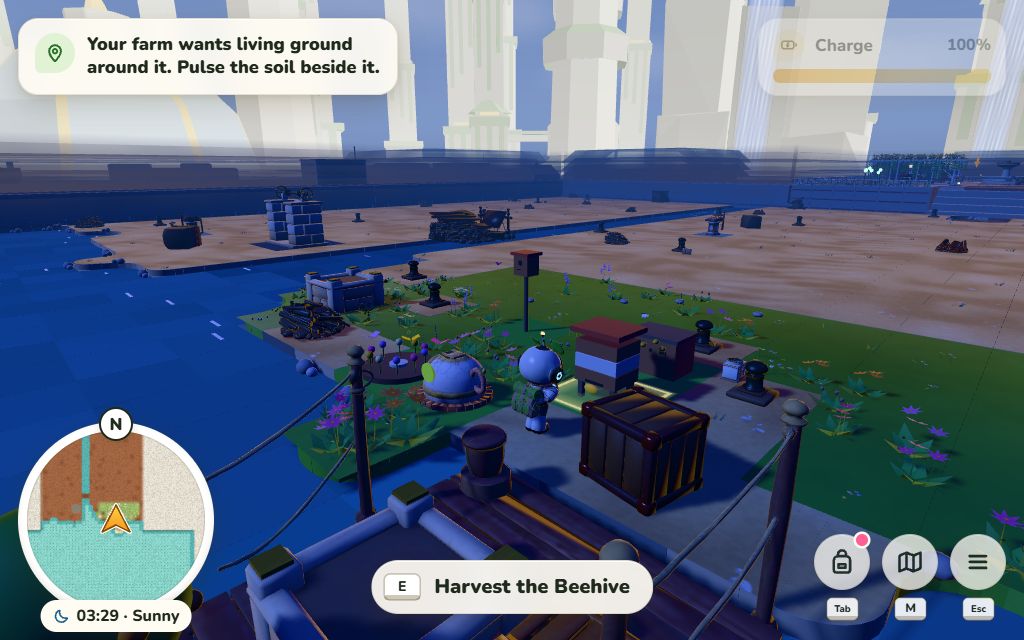 Your farm wants living ground
around it. Pulse the soil beside it.
Charge 100%
N
03:29 · Sunny
E Harvest the Beehive
Tab M Esc